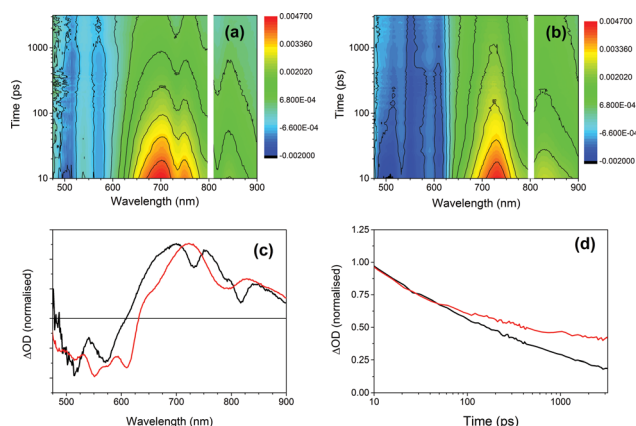 (a)
1000
100
10
Time (ps)
500 600 700 800 900
Wavelength (nm)
0.004700
0.003360
0.002020
6.800E-04
-6.600E-04
-0.002000
(b)
1000
100
10
Time (ps)
500 600 700 800 900
Wavelength (nm)
0.004700
0.003360
0.002020
6.800E-04
-6.600E-04
-0.002000
(c)
ΔOD (normalised)
500 600 700 800 900
Wavelength (nm)
(d)
1.25
1.00
0.75
0.50
0.25
0.00
ΔOD (normalised)
10 100 1000
Time (ps)